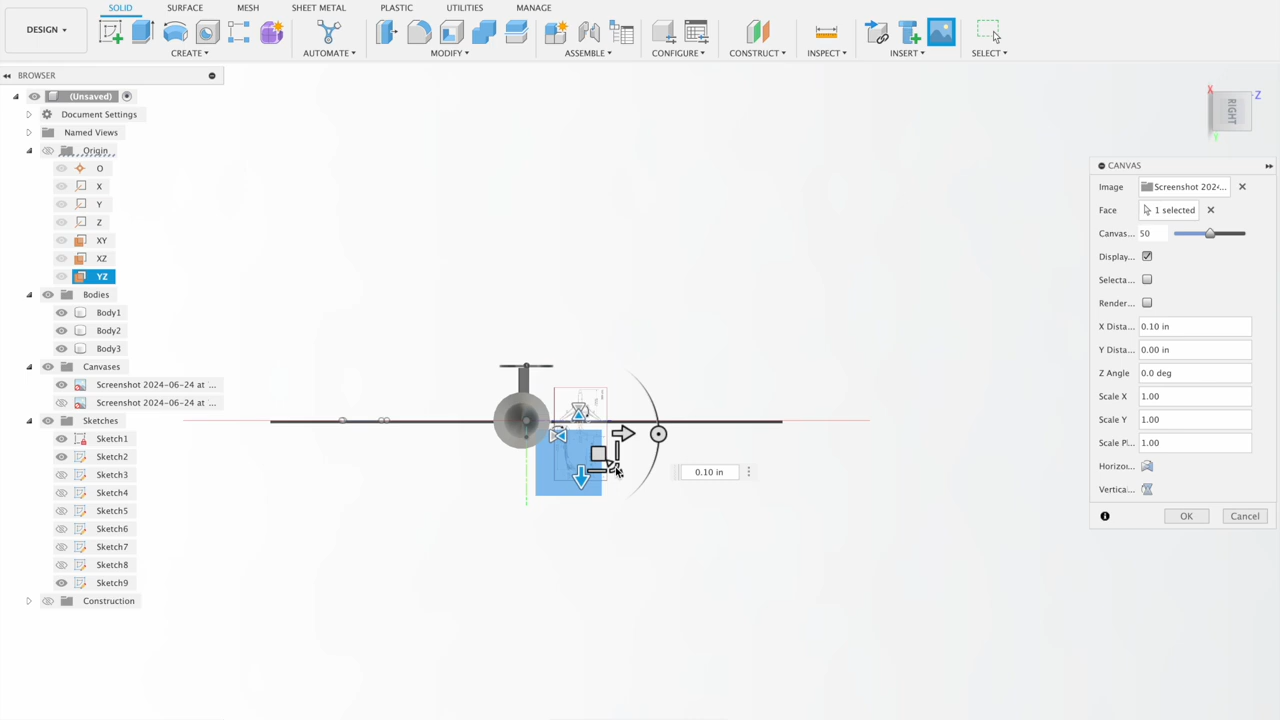 SOLID SURFACE MESH SHEET METAL PLASTIC UTILITIES MANAGE
DESIGN
CREATE AUTOMATE MODIFY ASSEMBLE CONFIGURE CONSTRUCT INSPECT INSERT SELECT
BROWSER
(Unsaved)
Document Settings
Named Views
Origin
O
X
Y
Z
XY
XZ
YZ
Bodies
Body1
Body2
Body3
Canvases
Screenshot 2024-06-24 at ...
Screenshot 2024-06-24 at ...
Sketches
Sketch1
Sketch2
Sketch3
Sketch4
Sketch5
Sketch6
Sketch7
Sketch8
Sketch9
Construction
0.10 in
X
Z
RIGHT
Y
CANVAS
Image Screenshot 202...
Face 1 selected
Canvas... 50
Display...
Selecta...
Render...
X Dista... 0.10 in
Y Dista... 0.00 in
Z Angle 0.0 deg
Scale X 1.00
Scale Y 1.00
Scale Pl... 1.00
Horizo...
Vertica...
OK Cancel